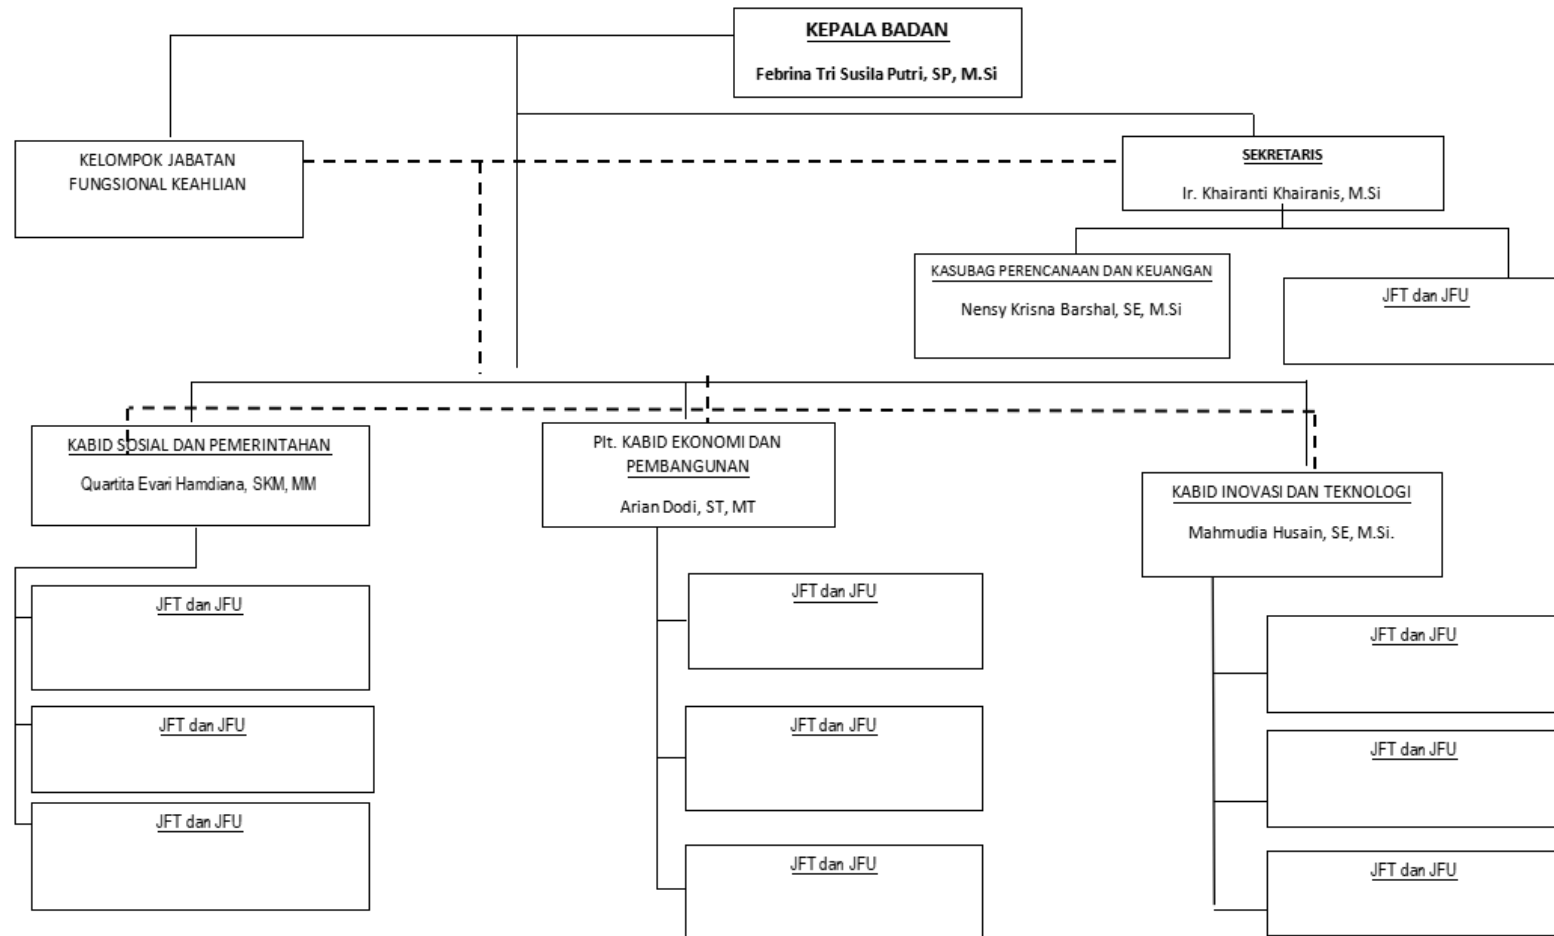 KEPALA BADAN
Febrina Tri Susila Putri, SP, M.Si
KELOMPOK JABATAN
FUNGSIONAL KEAHLIAN
SEKRETARIS
Ir. Khairanti Khairanis, M.Si
KASUBAG PERENCANAAN DAN KEUANGAN
Nensy Krisna Barshal, SE, M.Si
JFT dan JFU
KABID SOSIAL DAN PEMERINTAHAN
Quartita Evari Hamdiana, SKM, MM
Plt. KABID EKONOMI DAN
PEMBANGUNAN
Arian Dodi, ST, MT
KABID INOVASI DAN TEKNOLOGI
Mahmudia Husain, SE, M.Si.
JFT dan JFU
JFT dan JFU
JFT dan JFU
JFT dan JFU
JFT dan JFU
JFT dan JFU
JFT dan JFU
JFT dan JFU
JFT dan JFU